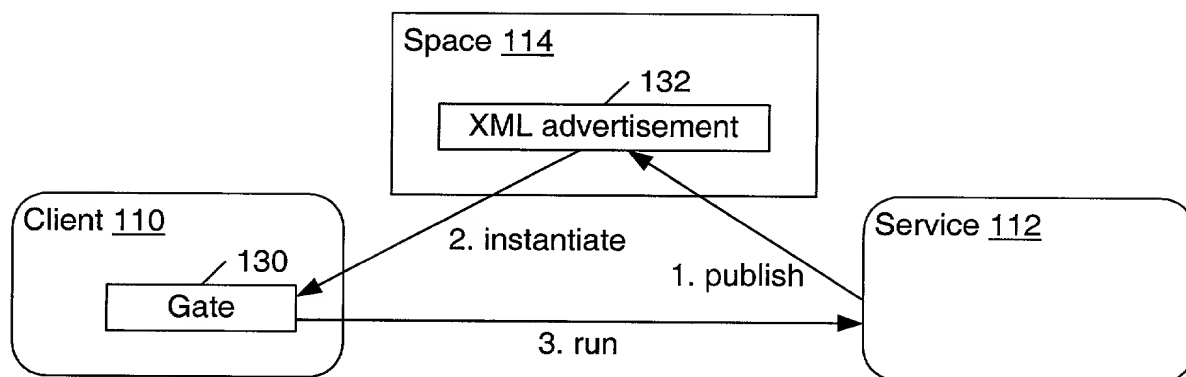 Space 114
132
XML advertisement
Client 110
2. instantiate
Service 112
130
1. publish
Gate
3. run